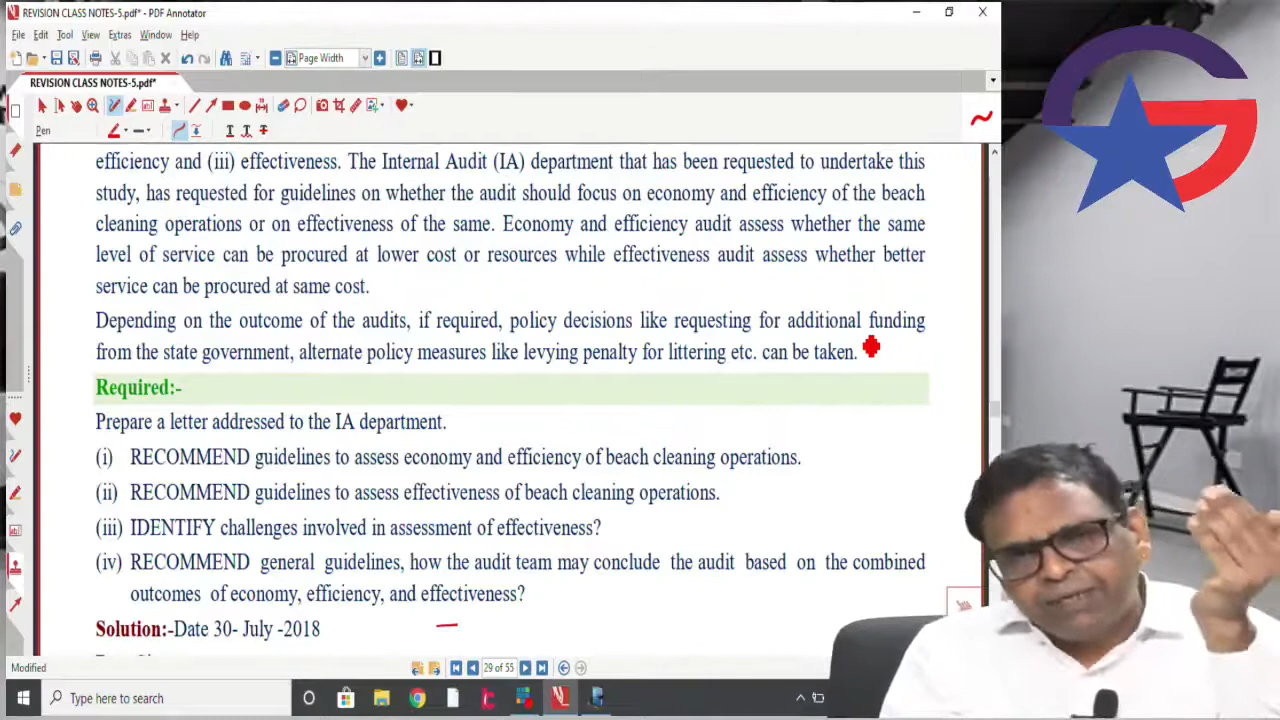 REVISION CLASS NOTES-5.pdf* - PDF Annotator
File Edit Tool View Extras Window Help
Page Width
REVISION CLASS NOTES-5.pdf*
Pen
efficiency and (iii) effectiveness. The Internal Audit (IA) department that has been requested to undertake this
study, has requested for guidelines on whether the audit should focus on economy and efficiency of the beach
cleaning operations or on effectiveness of the same. Economy and efficiency audit assess whether the same
level of service can be procured at lower cost or resources while effectiveness audit assess whether better
service can be procured at same cost.
Depending on the outcome of the audits, if required, policy decisions like requesting for additional funding
from the state government, alternate policy measures like levying penalty for littering etc. can be taken.
Required:-
Prepare a letter addressed to the IA department.
(i) RECOMMEND guidelines to assess economy and efficiency of beach cleaning operations.
(ii) RECOMMEND guidelines to assess effectiveness of beach cleaning operations.
(iii) IDENTIFY challenges involved in assessment of effectiveness?
(iv) RECOMMEND general guidelines, how the audit team may conclude the audit based on the combined
outcomes of economy, efficiency, and effectiveness?
Solution:-Date 30- July -2018
Modified
29 of 55
Type here to search